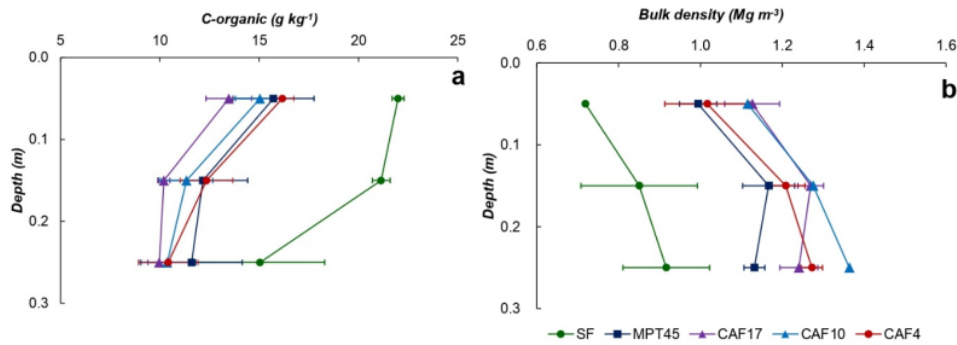 C-organic (g kg⁻¹)
5 10 15 20 25
0.0
0.1
0.2
0.3
Depth (m)
a
Bulk density (Mg m⁻³)
0.6 0.8 1.0 1.2 1.4 1.6
0.0
0.1
0.2
0.3
Depth (m)
b
SF MPT45 CAF17 CAF10 CAF4